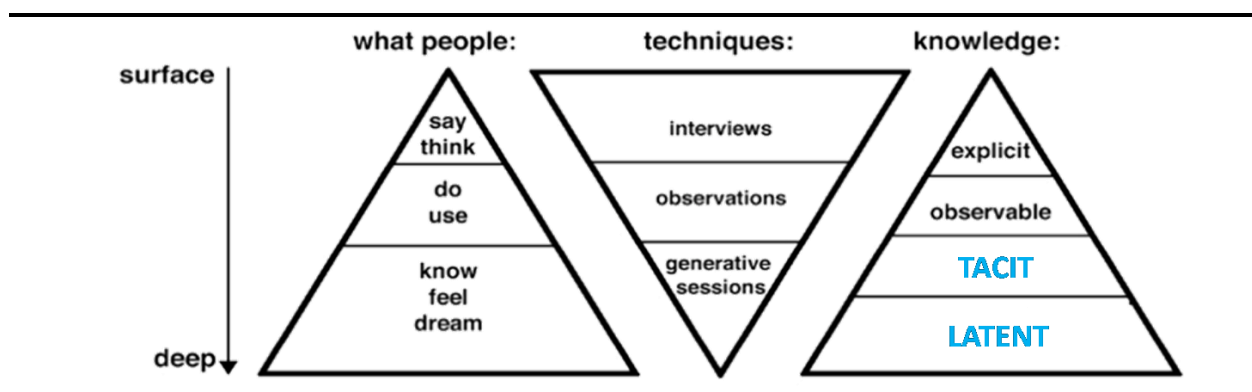 what people:
techniques:
knowledge:
surface
say
think
do
use
know
feel
dream
deep
interviews
observations
generative
sessions
explicit
observable
TACIT
LATENT